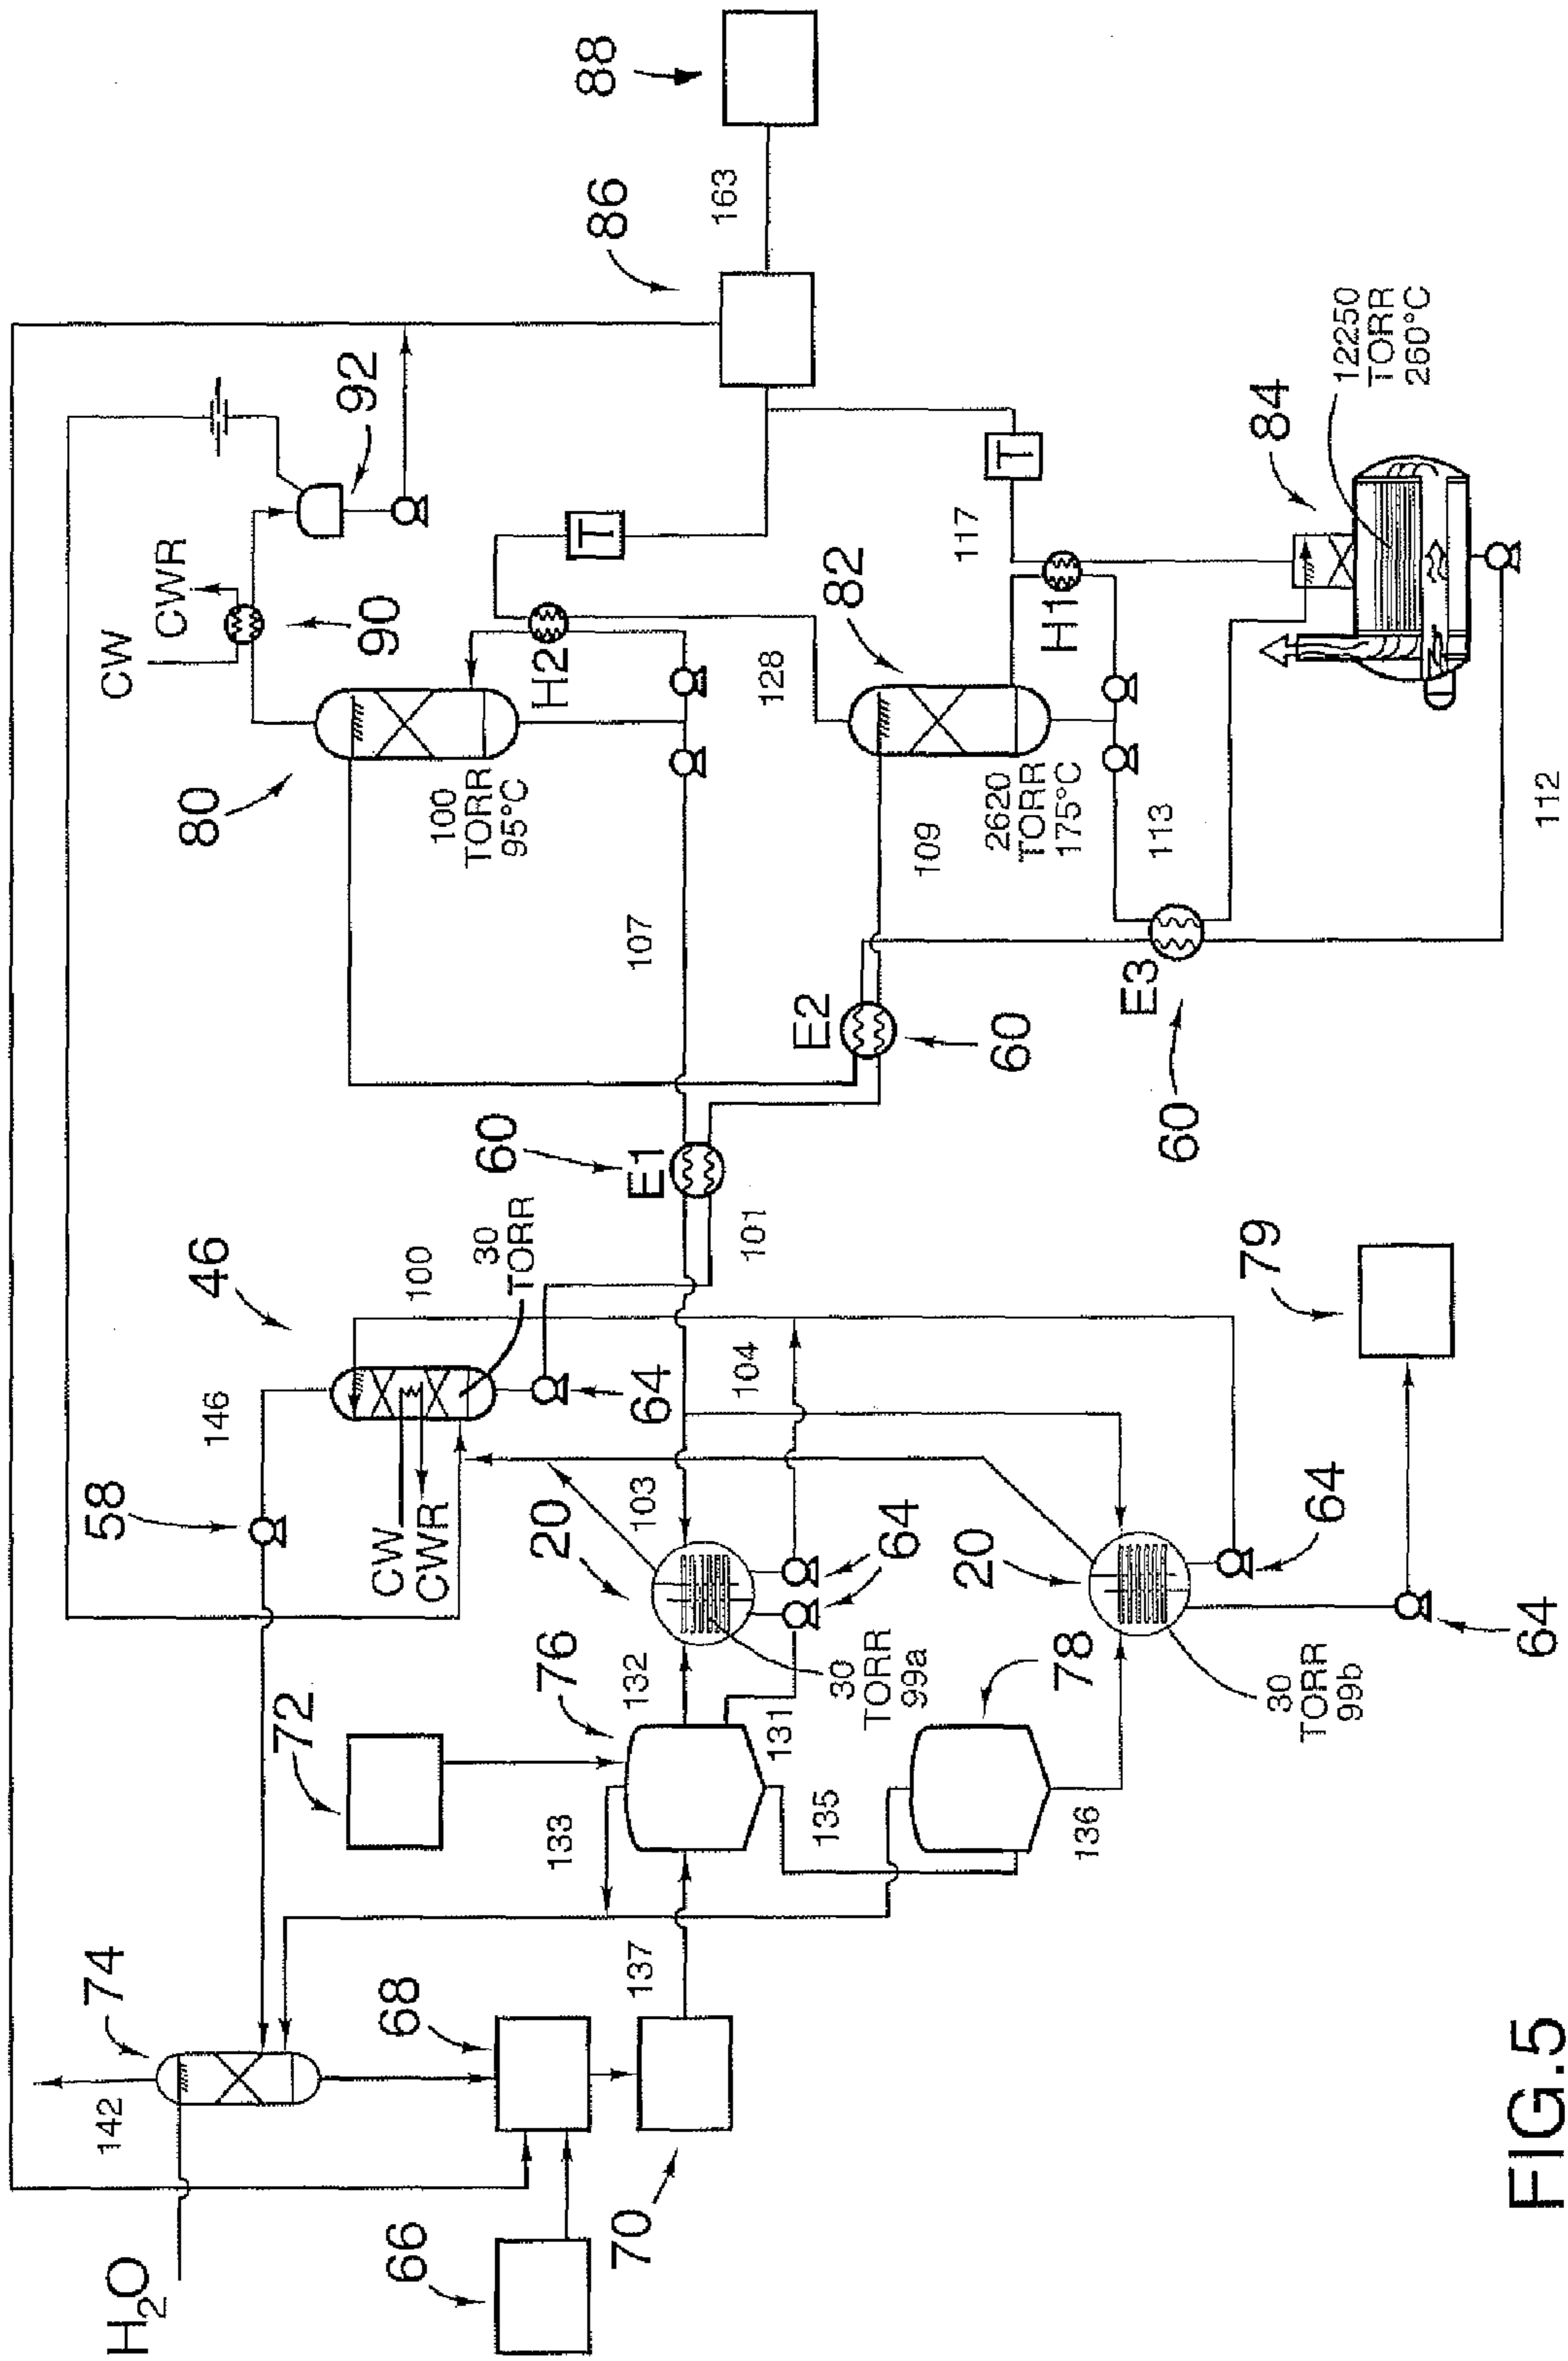 H2O
142
74
66
68
70
137
72
133
76
132
131
135
78
136
58
146
46
CW
CWR
100
30
TORR
64
20
103
104
64
30
TORR
99a
20
64
30
TORR
99b
64
79
101
60
E1
E2
60
E3
60
107
109
113
112
80
100
TORR
95°C
CW
CWR
90
92
H2
T
128
82
2620
TORR
175°C
117
H1
T
84
12250
TORR
260°C
86
163
88
FIG.5